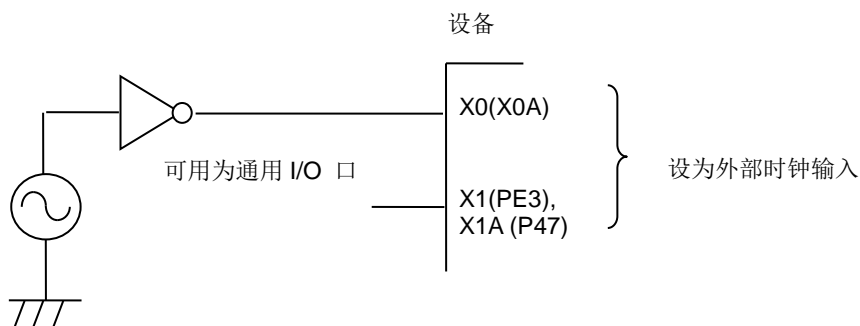 设备
X0(X0A)
可用为通用 I/O 口
设为外部时钟输入
X1(PE3),
X1A (P47)